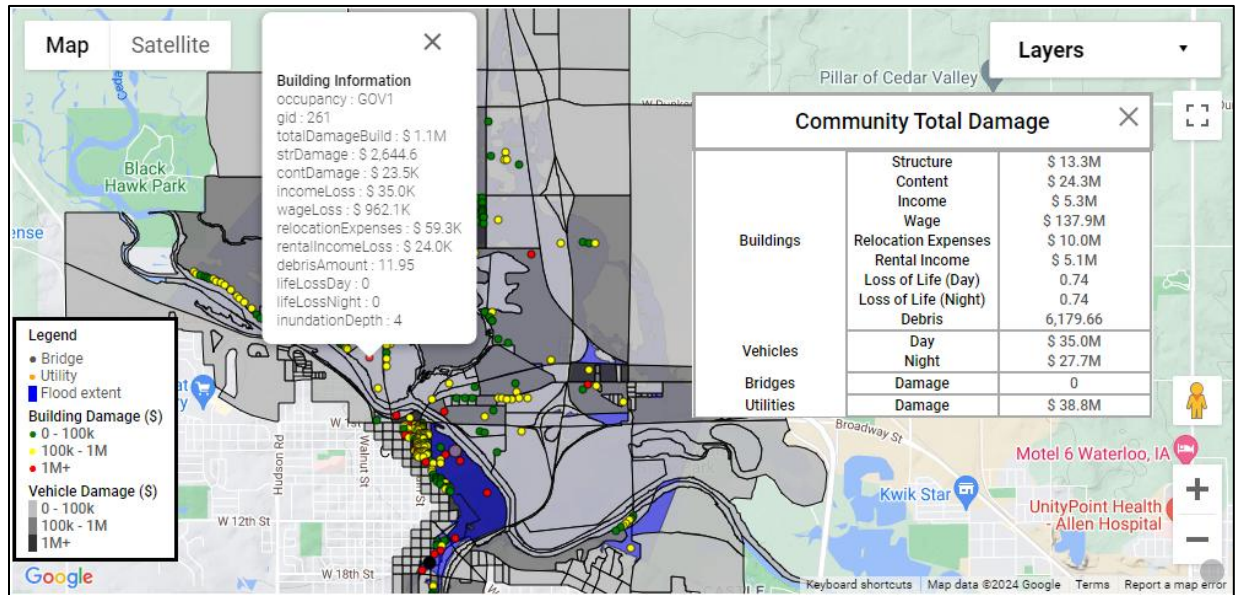 Map Satellite
Building Information
occupancy : GOV1
gid : 261
totalDamageBuild : $ 1.1M
strDamage : $ 2,644.6
contDamage : $ 23.5K
incomeLoss : $ 35.0K
wageLoss : $ 962.1K
relocationExpenses : $ 59.3K
rentalIncomeLoss : $ 24.0K
debrisAmount : 11.95
lifeLossDay : 0
lifeLossNight : 0
inundationDepth : 4
Layers
Pillar of Cedar Valley
Black
Hawk Park
Community Total Damage
Buildings
Structure $ 13.3M
Content $ 24.3M
Income $ 5.3M
Wage $ 137.9M
Relocation Expenses $ 10.0M
Rental Income $ 5.1M
Loss of Life (Day) 0.74
Loss of Life (Night) 0.74
Debris 6,179.66
Vehicles
Day $ 35.0M
Night $ 27.7M
Bridges Damage 0
Utilities Damage $ 38.8M
Legend
Bridge
Utility
Flood extent
Building Damage ($)
0 - 100k
100k - 1M
1M+
Vehicle Damage ($)
0 - 100k
100k - 1M
1M+
Hudson Rd
Walnut St
W 12th St
W 18th St
Broadway St
Motel 6 Waterloo, IA
Kwik Star
UnityPoint Health
- Allen Hospital
Google
Keyboard shortcuts Map data ©2024 Google Terms Report a map error